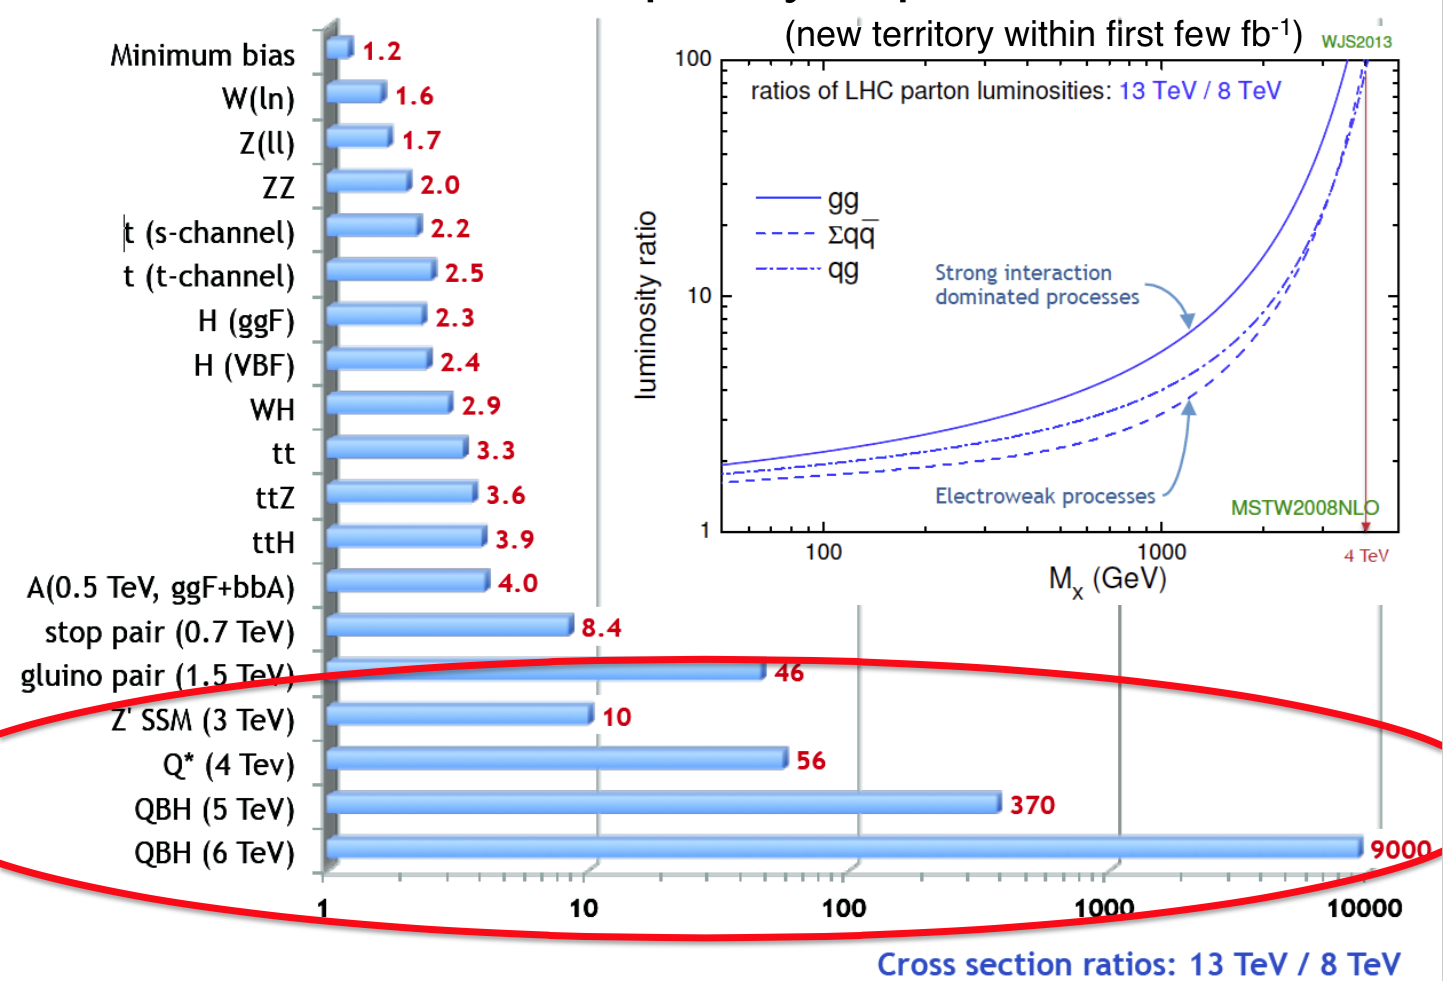 (new territory within first few fb-1)
WJS2013
Minimum bias 1.2
W(ln) 1.6
Z(ll) 1.7
ZZ 2.0
t (s-channel) 2.2
t (t-channel) 2.5
H (ggF) 2.3
H (VBF) 2.4
WH 2.9
tt 3.3
ttZ 3.6
ttH 3.9
A(0.5 TeV, ggF+bbA) 4.0
stop pair (0.7 TeV) 8.4
gluino pair (1.5 TeV) 46
Z' SSM (3 TeV) 10
Q* (4 Tev) 56
QBH (5 TeV) 370
QBH (6 TeV) 9000
1 10 100 1000 10000
Cross section ratios: 13 TeV / 8 TeV
ratios of LHC parton luminosities: 13 TeV / 8 TeV
gg
Σqq̅
qg
Strong interaction
dominated processes
Electroweak processes
MSTW2008NLO
luminosity ratio
100
10
1
100 1000
4 TeV
Mx (GeV)